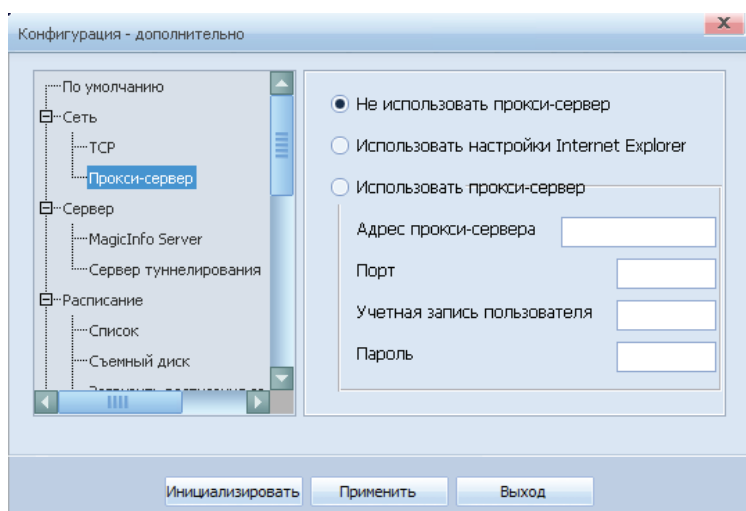 Конфигурация - дополнительно
По умолчанию
Сеть
TCP
Прокси-сервер
Сервер
MagicInfo Server
Сервер туннелирования
Расписание
Список
Съемный диск
Не использовать прокси-сервер
Использовать настройки Internet Explorer
Использовать прокси-сервер
Адрес прокси-сервера
Порт
Учетная запись пользователя
Пароль
Инициализировать
Применить
Выход